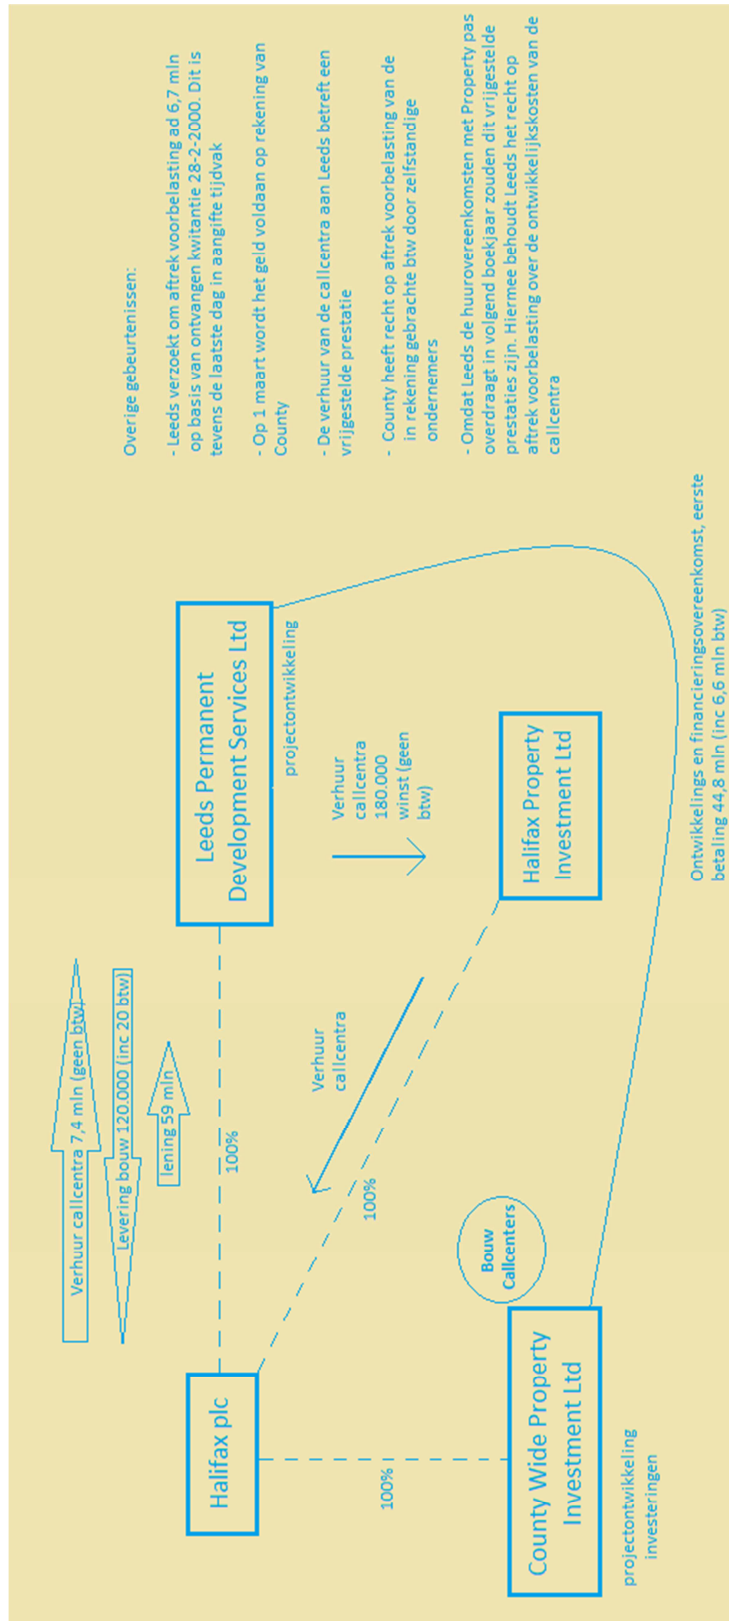 Verhuur callcentra 7,4 mln (geen btw)
Levering bouw 120.000 (inc 20 btw)
lening 59 mln
Halifax plc
100%
Leeds Permanent
Development Services Ltd
projectontwikkeling
Verhuur
callcentra
180.000
winst (geen
btw)
Verhuur
callcentra
100%
100%
Bouw
Callcenters
County Wide Property
Investment Ltd
projectontwikkeling
investeringen
Halifax Property
Investment Ltd
Ontwikkelings en financieringsovereenkomst, eerste
betaling 44,8 mln (inc 6,6 mln btw)
Overige gebeurtenissen:
- Leeds verzoekt om aftrek voorbelasting ad 6,7 mln
op basis van ontvangen kwitantie 28-2-2000. Dit is
tevens de laatste dag in aangifte tijdvak
- Op 1 maart wordt het geld voldaan op rekening van
County
- De verhuur van de callcentra aan Leeds betreft een
vrijgestelde prestatie
- County heeft recht op aftrek voorbelasting van de
in rekening gebrachte btw door zelfstandige
ondernemers
- Omdat Leeds de huurovereenkomsten met Property pas
overdraagt in volgend boekjaar zouden dit vrijgestelde
prestaties zijn. Hiermee behoudt Leeds het recht op
aftrek voorbelasting over de ontwikkelijkskosten van de
callcentra